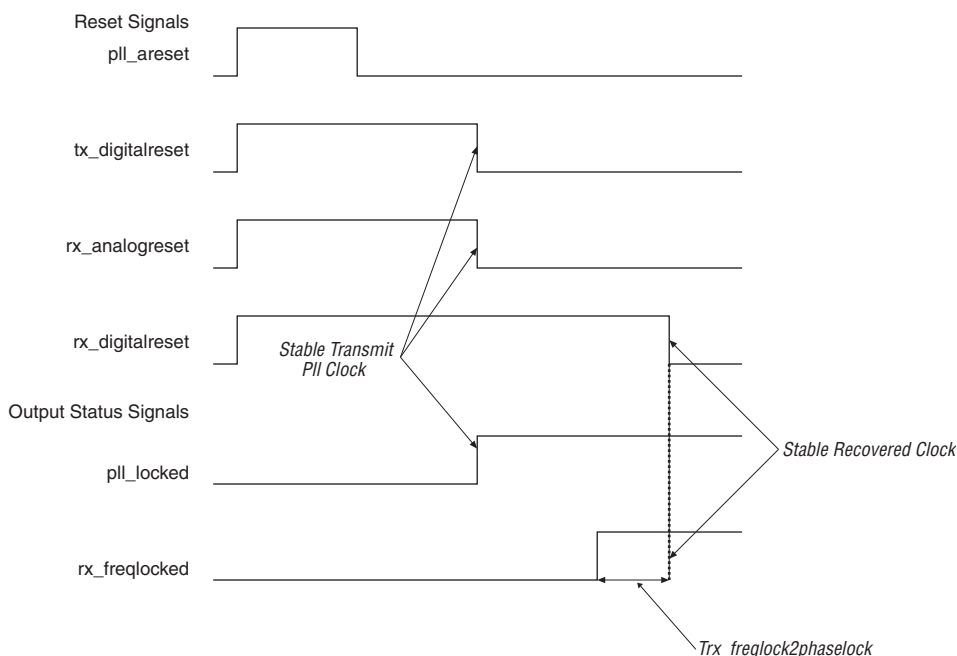 Reset Signals
pll_areset
tx_digitalreset
rx_analogreset
rx_digitalreset
Stable Transmit
Pll Clock
Output Status Signals
pll_locked
Stable Recovered Clock
rx_freqlocked
Trx_freqlock2phaselock